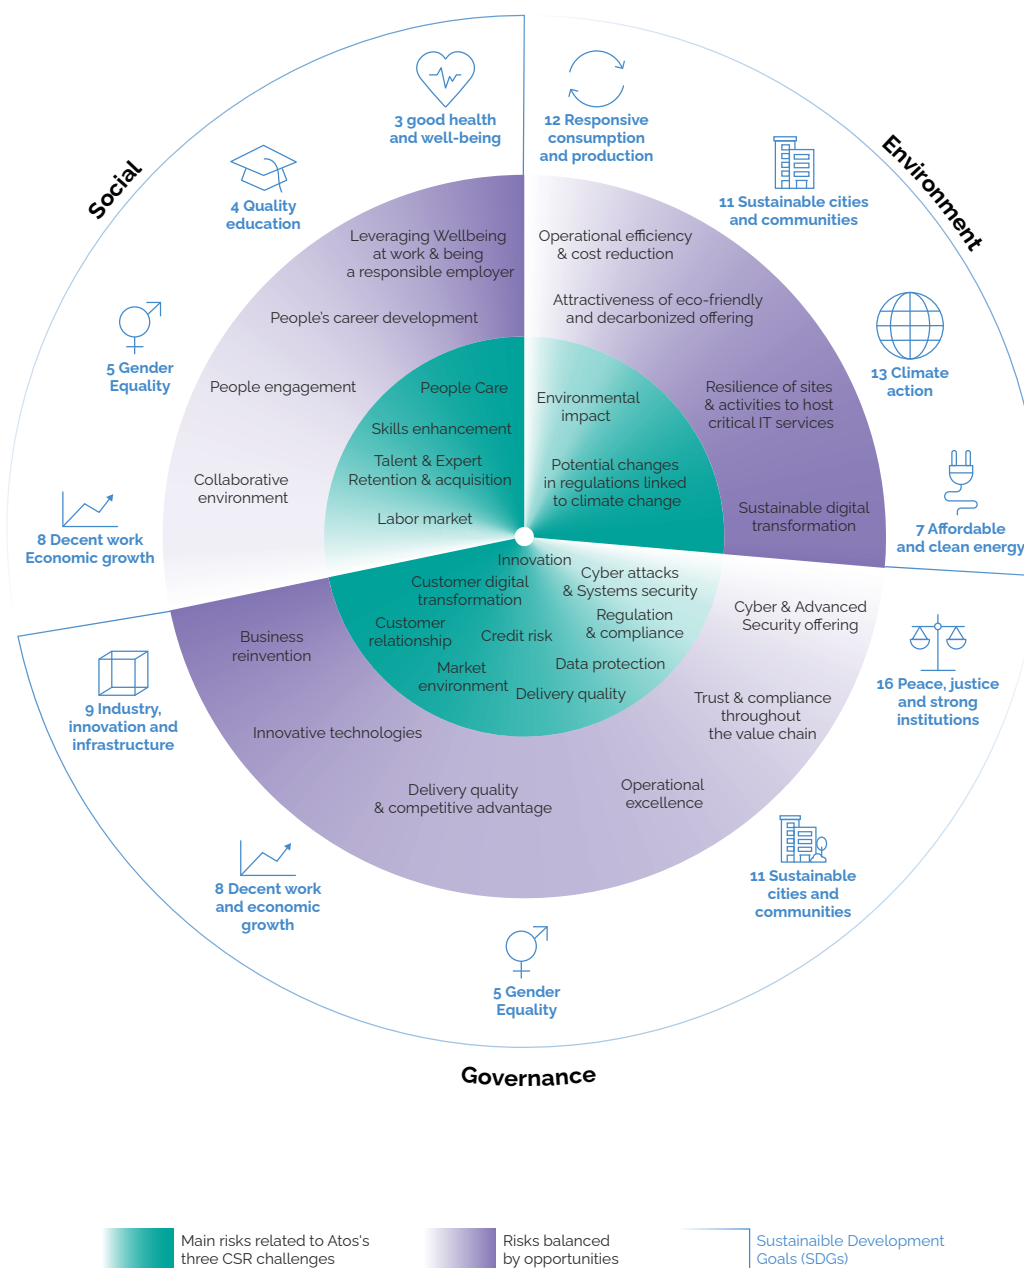 Social
Environment
Governance
3 good health
and well-being
4 Quality
education
5 Gender
Equality
8 Decent work
Economic growth
12 Responsive
consumption
and production
11 Sustainable cities
and communities
13 Climate
action
7 Affordable
and clean energy
16 Peace, justice
and strong
institutions
11 Sustainable
cities and
communities
5 Gender
Equality
8 Decent work
and economic
growth
9 Industry,
innovation and
infrastructure
Leveraging Wellbeing
at work & being
a responsible employer
People's career development
People engagement
Collaborative
environment
Operational efficiency
& cost reduction
Attractiveness of eco-friendly
and decarbonized offering
Resilience of sites
& activities to host
critical IT services
Sustainable digital
transformation
Cyber & Advanced
Security offering
Trust & compliance
throughout
the value chain
Operational
excellence
Delivery quality
& competitive advantage
Innovative technologies
Business
reinvention
People Care
Skills enhancement
Talent & Expert
Retention & acquisition
Labor market
Environmental
impact
Potential changes
in regulations linked
to climate change
Innovation
Customer digital
transformation
Customer
relationship
Credit risk
Market
environment
Cyber attacks
& Systems security
Regulation
& compliance
Data protection
Delivery quality
Main risks related to Atos's
three CSR challenges
Risks balanced
by opportunities
Sustainaible Development
Goals (SDGs)